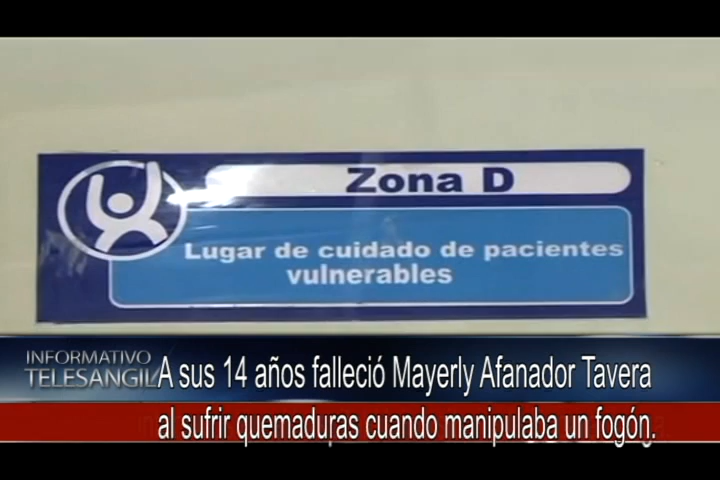 Zona D
Lugar de cuidado de pacientes
vulnerables
INFORMATIVO
TELESANGIL
A sus 14 años falleció Mayerly Afanador Tavera
al sufrir quemaduras cuando manipulaba un fogón.